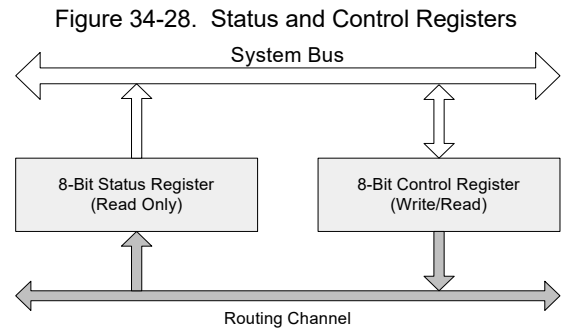 Figure 34-28. Status and Control Registers
System Bus
8-Bit Status Register
(Read Only)
8-Bit Control Register
(Write/Read)
Routing Channel